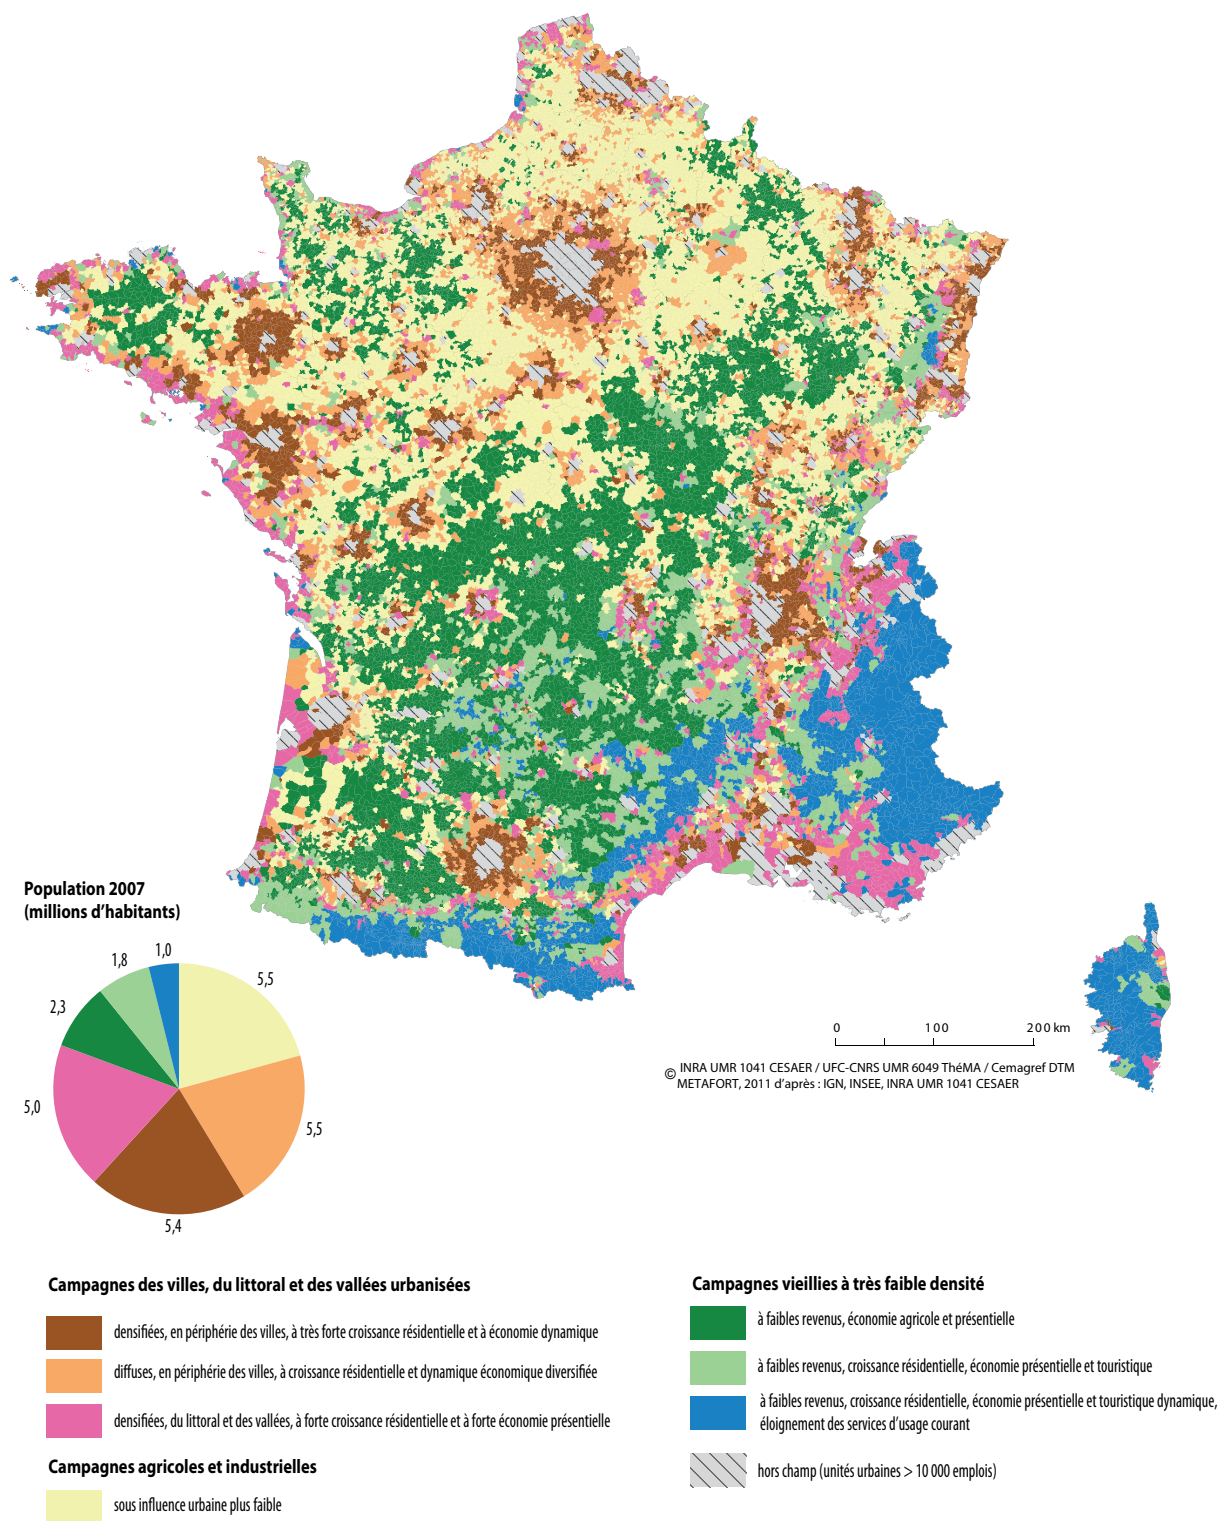 Population 2007
(millions d'habitants)
1,0
1,8
5,5
2,3
5,0
5,5
5,4
0
100
200 km
© INRA UMR 1041 CESAER / UFC-CNRS UMR 6049 ThéMA / Cemagref DTM
METAFORT, 2011 d'après : IGN, INSEE, INRA UMR 1041 CESAER
Campagnes des villes, du littoral et des vallées urbanisées
densifiées, en périphérie des villes, à très forte croissance résidentielle et à économie dynamique
diffuses, en périphérie des villes, à croissance résidentielle et dynamique économique diversifiée
densifiées, du littoral et des vallées, à forte croissance résidentielle et à forte économie présentielle
Campagnes agricoles et industrielles
sous influence urbaine plus faible
Campagnes vieillies à très faible densité
à faibles revenus, économie agricole et présentielle
à faibles revenus, croissance résidentielle, économie présentielle et touristique
à faibles revenus, croissance résidentielle, économie présentielle et touristique dynamique,
éloignement des services d'usage courant
hors champ (unités urbaines > 10 000 emplois)